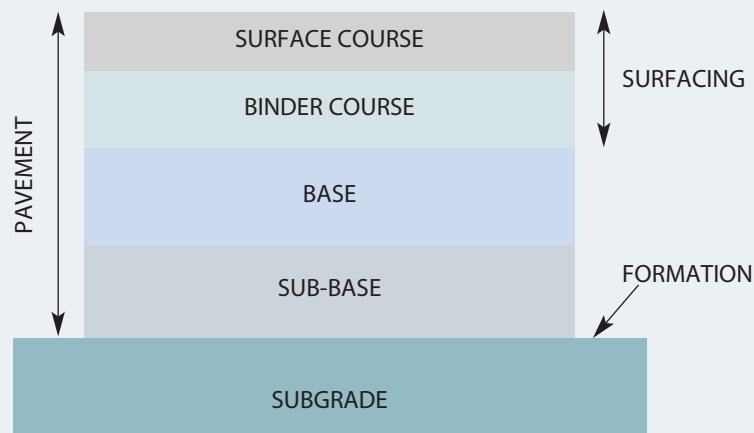 SURFACE COURSE
SURFACING
BINDER COURSE
PAVEMENT
BASE
FORMATION
SUB-BASE
SUBGRADE